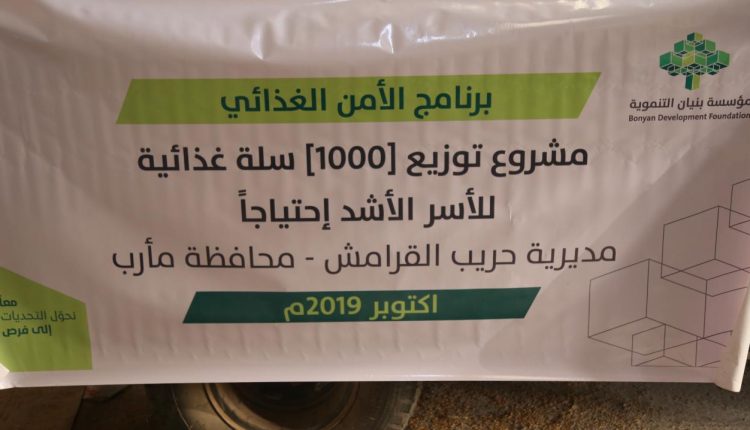 مؤسسة بنيان التنموية
Bonyan Development Foundation
برنامج الأمن الغذائي
مشروع توزيع [1000] سلة غذائية
للأسر الأشد إحتياجاً
مديرية حريب القرامش - محافظة مأرب
اكتوبر 2019م
نحوّل التحديات
إلى فرص